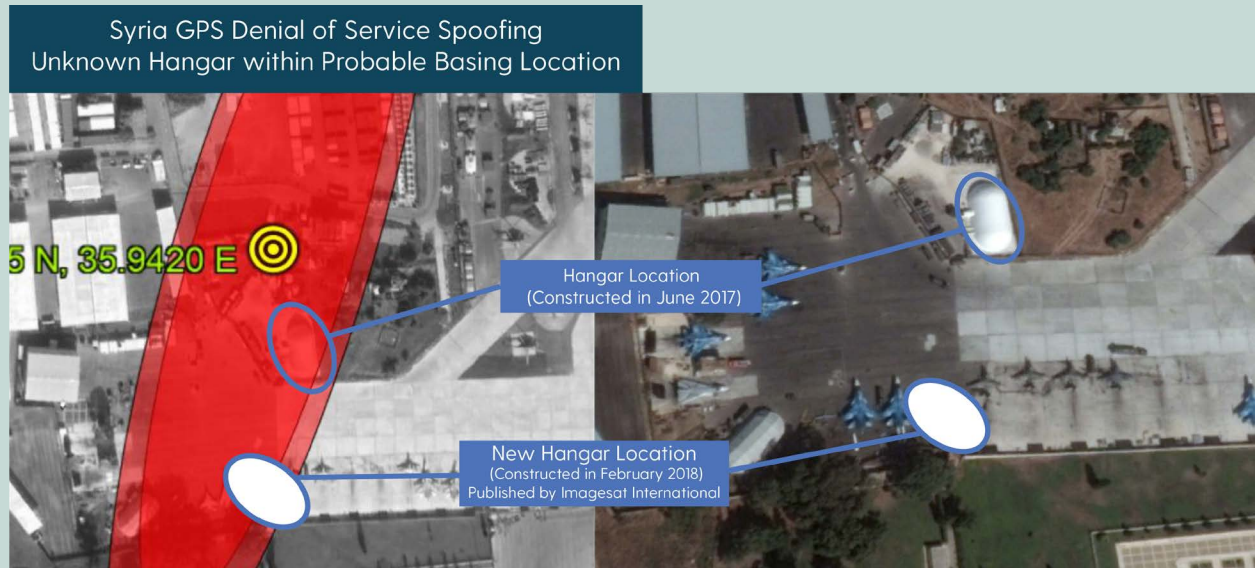 Syria GPS Denial of Service Spoofing
Unknown Hangar within Probable Basing Location
5 N, 35.9420 E
Hangar Location
(Constructed in June 2017)
New Hangar Location
(Constructed in February 2018)
Published by Imagesat International